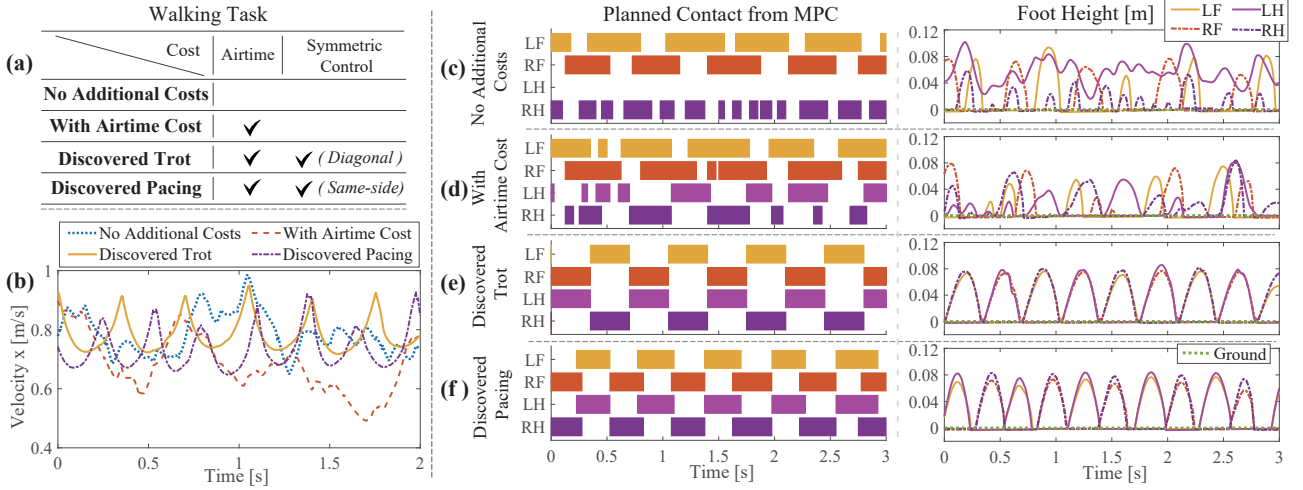 Walking Task
(a)
Cost
Airtime
Symmetric
Control
No Additional Costs
With Airtime Cost
Discovered Trot
( Diagonal )
Discovered Pacing
( Same-side )
(b)
No Additional Costs
With Airtime Cost
Discovered Trot
Discovered Pacing
Velocity x [m/s]
1
0.8
0.6
0.4
0
0.5
1
1.5
2
Time [s]
Planned Contact from MPC
Foot Height [m]
LF
LH
RF
RH
(c)
No Additional
Costs
LF
RF
LH
RH
0.12
0.08
0.04
0
(d)
With
Airtime Cost
LF
RF
LH
RH
0.12
0.08
0.04
0
(e)
Discovered
Trot
LF
RF
LH
RH
0.12
0.08
0.04
0
(f)
Discovered
Pacing
LF
RF
LH
RH
0
0.5
1
1.5
2
2.5
3
Time [s]
Ground
0.12
0.08
0.04
0
0
0.5
1
1.5
2
2.5
3
Time [s]